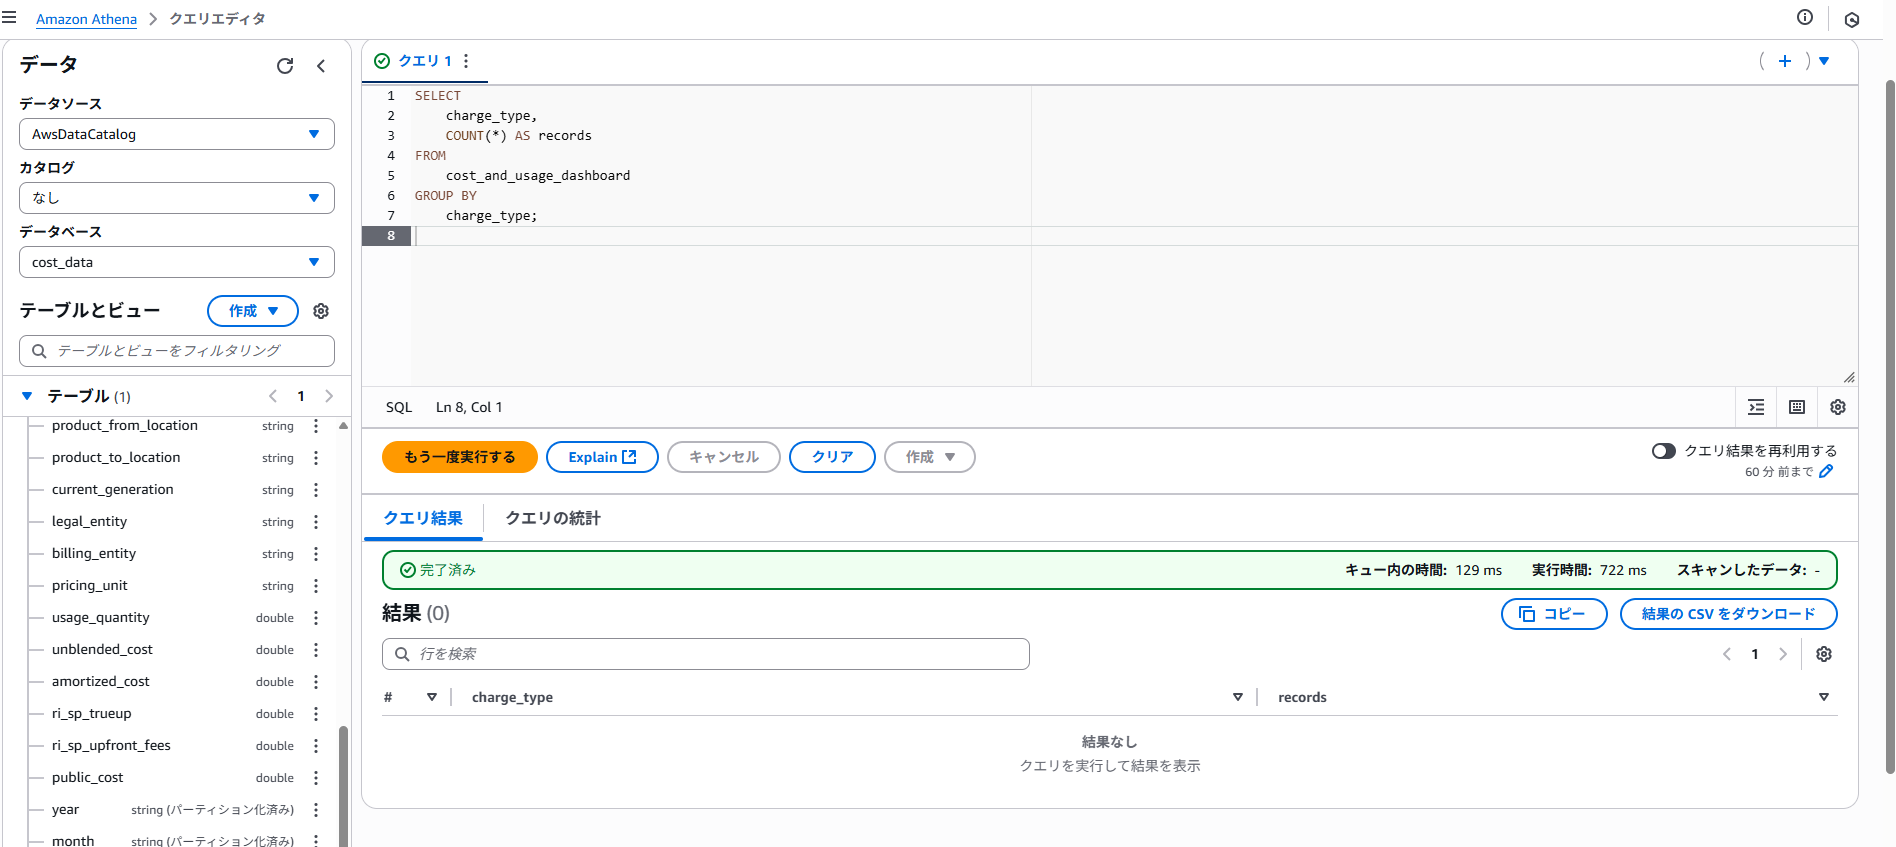 Amazon Athena
クエリエディタ
データ
データソース
AwsDataCatalog
カタログ
なし
データベース
cost_data
テーブルとビュー
作成
テーブルとビューをフィルタリング
テーブル (1)
1
product_from_location string
product_to_location string
current_generation string
legal_entity string
billing_entity string
pricing_unit string
usage_quantity double
unblended_cost double
amortized_cost double
ri_sp_trueup double
ri_sp_upfront_fees double
public_cost double
year string (パーティション化済み)
month string (パーティション化済み)
クエリ 1
1 SELECT
2 charge_type,
3 COUNT(*) AS records
4 FROM
5 cost_and_usage_dashboard
6 GROUP BY
7 charge_type;
8
SQL Ln 8, Col 1
もう一度実行する Explain キャンセル クリア 作成
クエリ結果を再利用する
60 分 前まで
クエリ結果 クエリの統計
完了済み キュー内の時間: 129 ms 実行時間: 722 ms スキャンしたデータ: -
結果 (0) コピー 結果の CSV をダウンロード
行を検索 1
# charge_type records
結果なし
クエリを実行して結果を表示